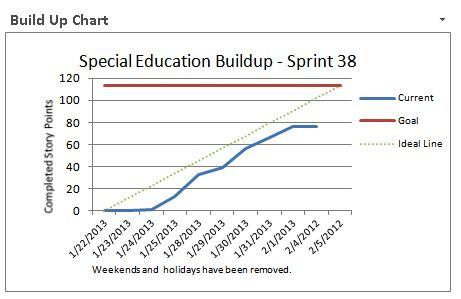 Build Up Chart
Special Education Buildup - Sprint 38
120
100
80
60
40
20
0
Completed Story Points
Current
Goal
Ideal Line
1/22/2013
1/23/2013
1/24/2013
1/25/2013
1/28/2013
1/29/2013
1/30/2013
1/31/2013
2/1/2013
2/4/2012
2/5/2012
Weekends and holidays have been removed.